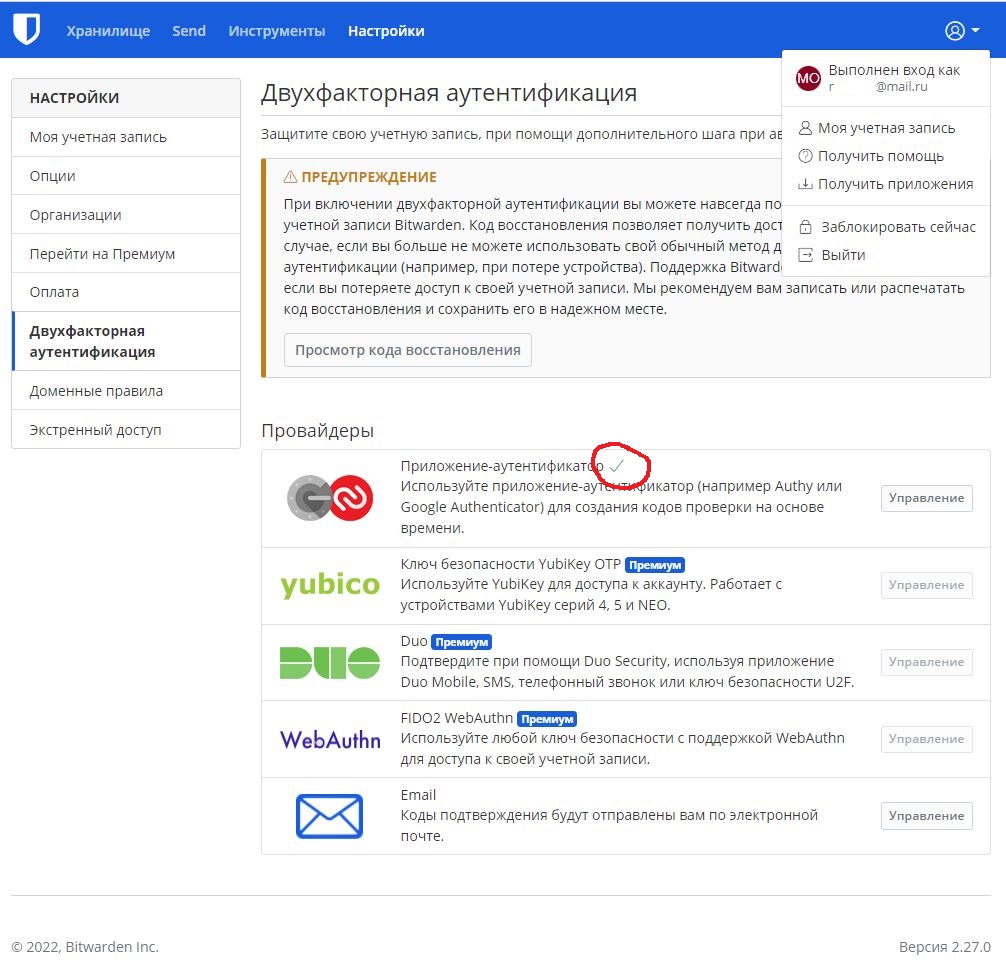 Хранилище Send Инструменты Настройки
МО Выполнен вход как
r @mail.ru
Моя учетная запись
Получить помощь
Получить приложения
Заблокировать сейчас
Выйти
НАСТРОЙКИ
Моя учетная запись
Опции
Организации
Перейти на Премиум
Оплата
Двухфакторная
аутентификация
Доменные правила
Экстренный доступ
Двухфакторная аутентификация
Защитите свою учетную запись, при помощи дополнительного шага при ав
ПРЕДУПРЕЖДЕНИЕ
При включении двухфакторной аутентификации вы можете навсегда по
учетной записи Bitwarden. Код восстановления позволяет получить дост
случае, если вы больше не можете использовать свой обычный метод д
аутентификации (например, при потере устройства). Поддержка Bitward
если вы потеряете доступ к своей учетной записи. Мы рекомендуем вам записать или распечатать
код восстановления и сохранить его в надежном месте.
Просмотр кода восстановления
Провайдеры
Приложение-аутентификатор
Используйте приложение-аутентификатор (например Authy или
Google Authenticator) для создания кодов проверки на основе
времени.
Управление
yubico
Ключ безопасности YubiKey OTP Премиум
Используйте YubiKey для доступа к аккаунту. Работает с
устройствами YubiKey серий 4, 5 и NEO.
Управление
DUO
Duo Премиум
Подтвердите при помощи Duo Security, используя приложение
Duo Mobile, SMS, телефонный звонок или ключ безопасности U2F.
Управление
WebAuthn
FIDO2 WebAuthn Премиум
Используйте любой ключ безопасности с поддержкой WebAuthn
для доступа к своей учетной записи.
Управление
Email
Коды подтверждения будут отправлены вам по электронной
почте.
Управление
© 2022, Bitwarden Inc.
Версия 2.27.0